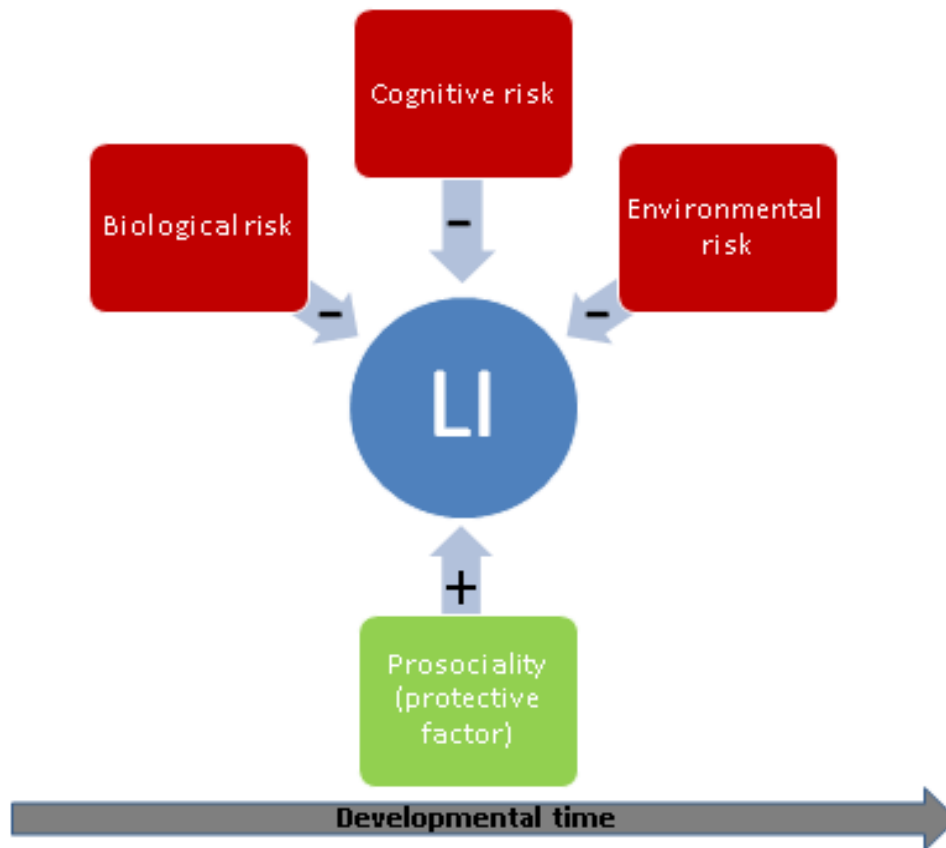 Cognitive risk
Biological risk
Environmental
risk
–
–
–
LI
+
Prosociality
(protective
factor)
Developmental time